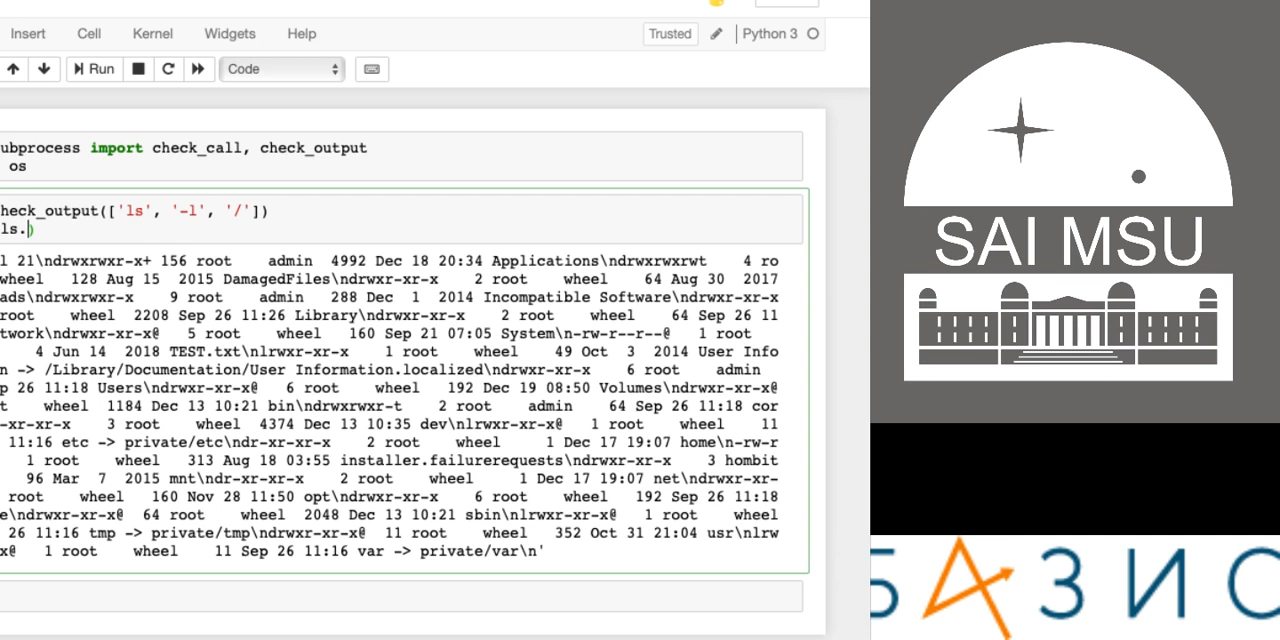 Insert Cell Kernel Widgets Help Trusted Python 3
Run Code
ubprocess import check_call, check_output
os
heck_output(['ls', '-l', '/'])
ls.)
l 21\ndrwxrwxr-x+ 156 root    admin  4992 Dec 18 20:34 Applications\ndrwxrwxrwt    4 ro
wheel   128 Aug 15  2015 DamagedFiles\ndrwxr-xr-x    2 root    wheel    64 Aug 30  2017
ads\ndrwxrwxr-x    9 root    admin   288 Dec  1  2014 Incompatible Software\ndrwxr-xr-x
root    wheel  2208 Sep 26 11:26 Library\ndrwxr-xr-x    2 root    wheel    64 Sep 26 11
twork\ndrwxr-xr-x@   5 root    wheel   160 Sep 21 07:05 System\n-rw-r--r--@   1 root
4 Jun 14  2018 TEST.txt\nlrwxr-xr-x    1 root    wheel    49 Oct  3  2014 User Info
n -> /Library/Documentation/User Information.localized\ndrwxr-xr-x    6 root    admin
p 26 11:18 Users\ndrwxr-xr-x@   6 root    wheel   192 Dec 19 08:50 Volumes\ndrwxr-xr-x@
t    wheel  1184 Dec 13 10:21 bin\ndrwxrwxr-t    2 root    admin    64 Sep 26 11:18 cor
-xr-xr-x    3 root    wheel  4374 Dec 13 10:35 dev\nlrwxr-xr-x@   1 root    wheel    11
11:16 etc -> private/etc\ndr-xr-xr-x    2 root    wheel     1 Dec 17 19:07 home\n-rw-r
1 root    wheel   313 Aug 18 03:55 installer.failurerequests\ndrwxr-xr-x    3 hombit
96 Mar  7  2015 mnt\ndr-xr-xr-x    2 root    wheel     1 Dec 17 19:07 net\ndrwxr-xr-
root    wheel   160 Nov 28 11:50 opt\ndrwxr-xr-x    6 root    wheel   192 Sep 26 11:18
e\ndrwxr-xr-x@  64 root    wheel  2048 Dec 13 10:21 sbin\nlrwxr-xr-x@   1 root    wheel
26 11:16 tmp -> private/tmp\ndrwxr-xr-x@  11 root    wheel   352 Oct 31 21:04 usr\nlrw
x@   1 root    wheel    11 Sep 26 11:16 var -> private/var\n'
SAI MSU
БАЗИС